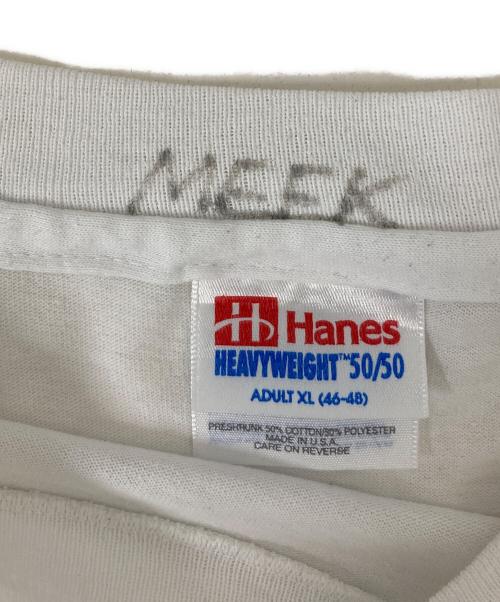 MEEK
Hanes
HEAVYWEIGHT™50/50
ADULT XL (46-48)
PRESHRUNK 50% COTTON/50% POLYESTER
MADE IN U.S.A.
CARE ON REVERSE